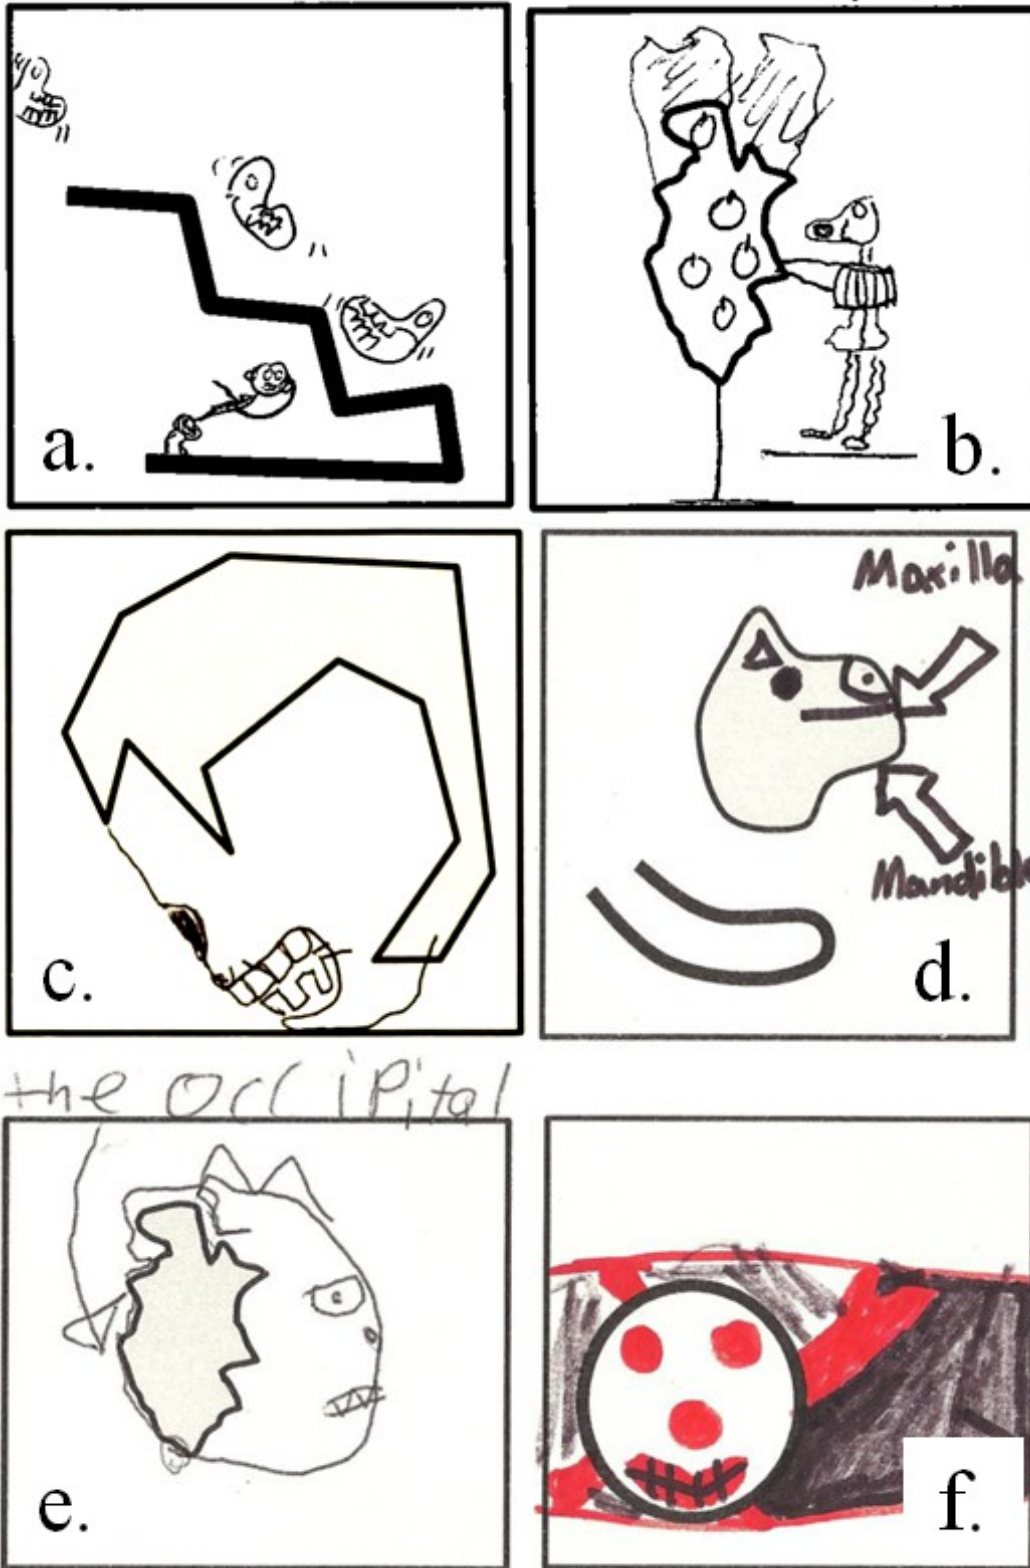 a.
b.
Maxilla
Mandible
c.
d.
the occipital
e.
f.